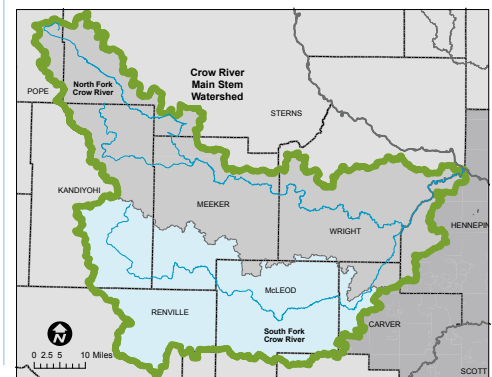 Crow River
Main Stem
Watershed
North Fork
Crow River
POPE
STERNS
KANDIYOHI
MEEKER
WRIGHT
HENNEPIN
McLEOD
RENVILLE
CARVER
South Fork
Crow River
SCOTT
N
0 2.5 5 10 Miles